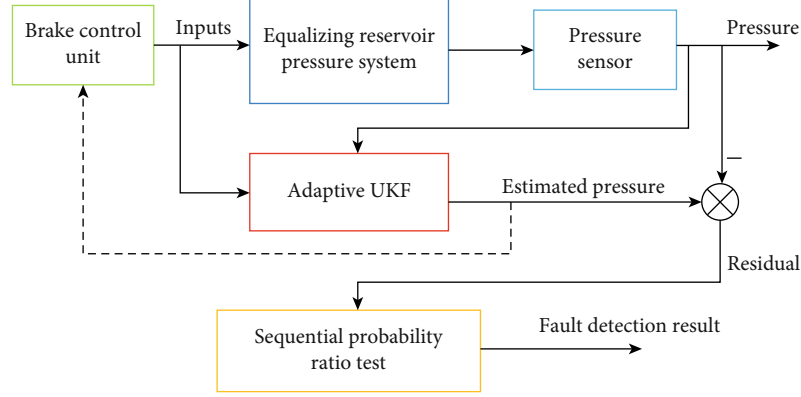 Brake control
unit
Inputs
Equalizing reservoir
pressure system
Pressure
sensor
Pressure
Adaptive UKF
Estimated pressure
–
Residual
Sequential probability
ratio test
Fault detection result